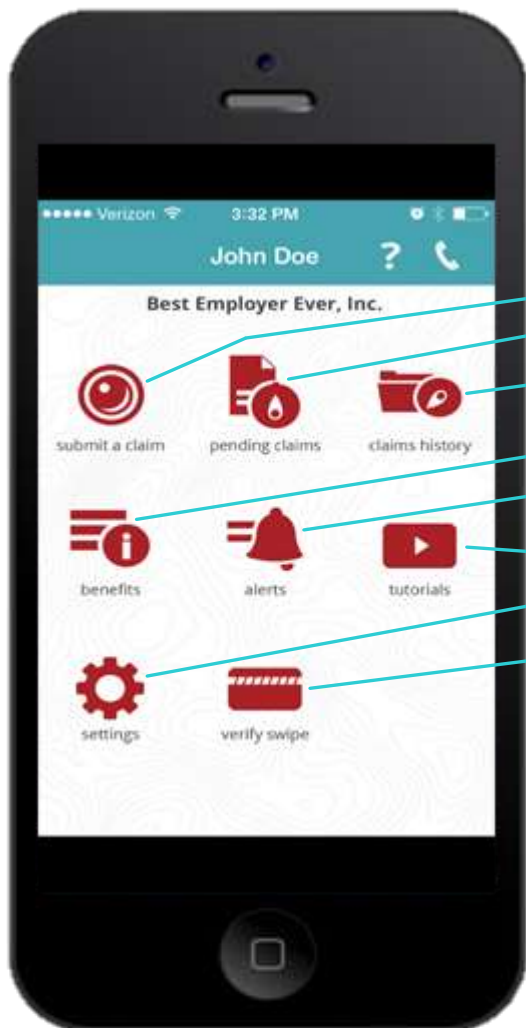 Verizon 3:32 PM
John Doe ?
Best Employer Ever, Inc.
submit a claim pending claims claims history
benefits alerts tutorials
settings verify swipe